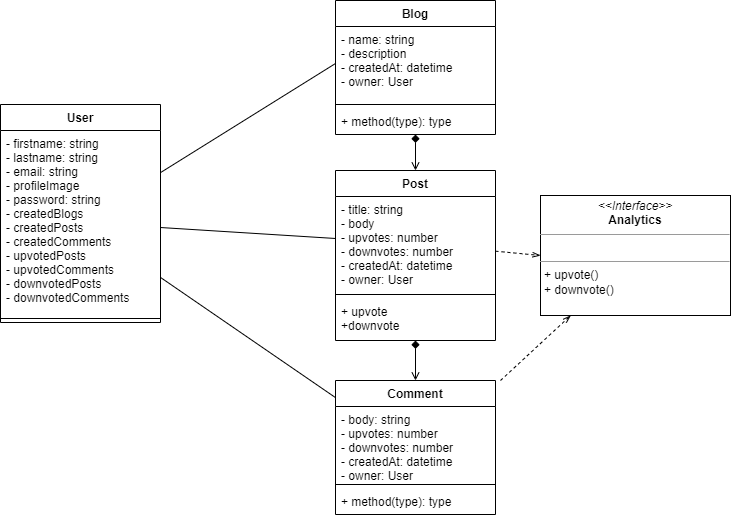 Blog
- name: string
- description
- createdAt: datetime
- owner: User
+ method(type): type
User
- firstname: string
- lastname: string
- email: string
- profileImage
- password: string
- createdBlogs
- createdPosts
- createdComments
- upvotedPosts
- upvotedComments
- downvotedPosts
- downvotedComments
Post
- title: string
- body
- upvotes: number
- downvotes: number
- createdAt: datetime
- owner: User
+ upvote
+downvote
<<Interface>>
Analytics
+ upvote()
+ downvote()
Comment
- body: string
- upvotes: number
- downvotes: number
- createdAt: datetime
- owner: User
+ method(type): type